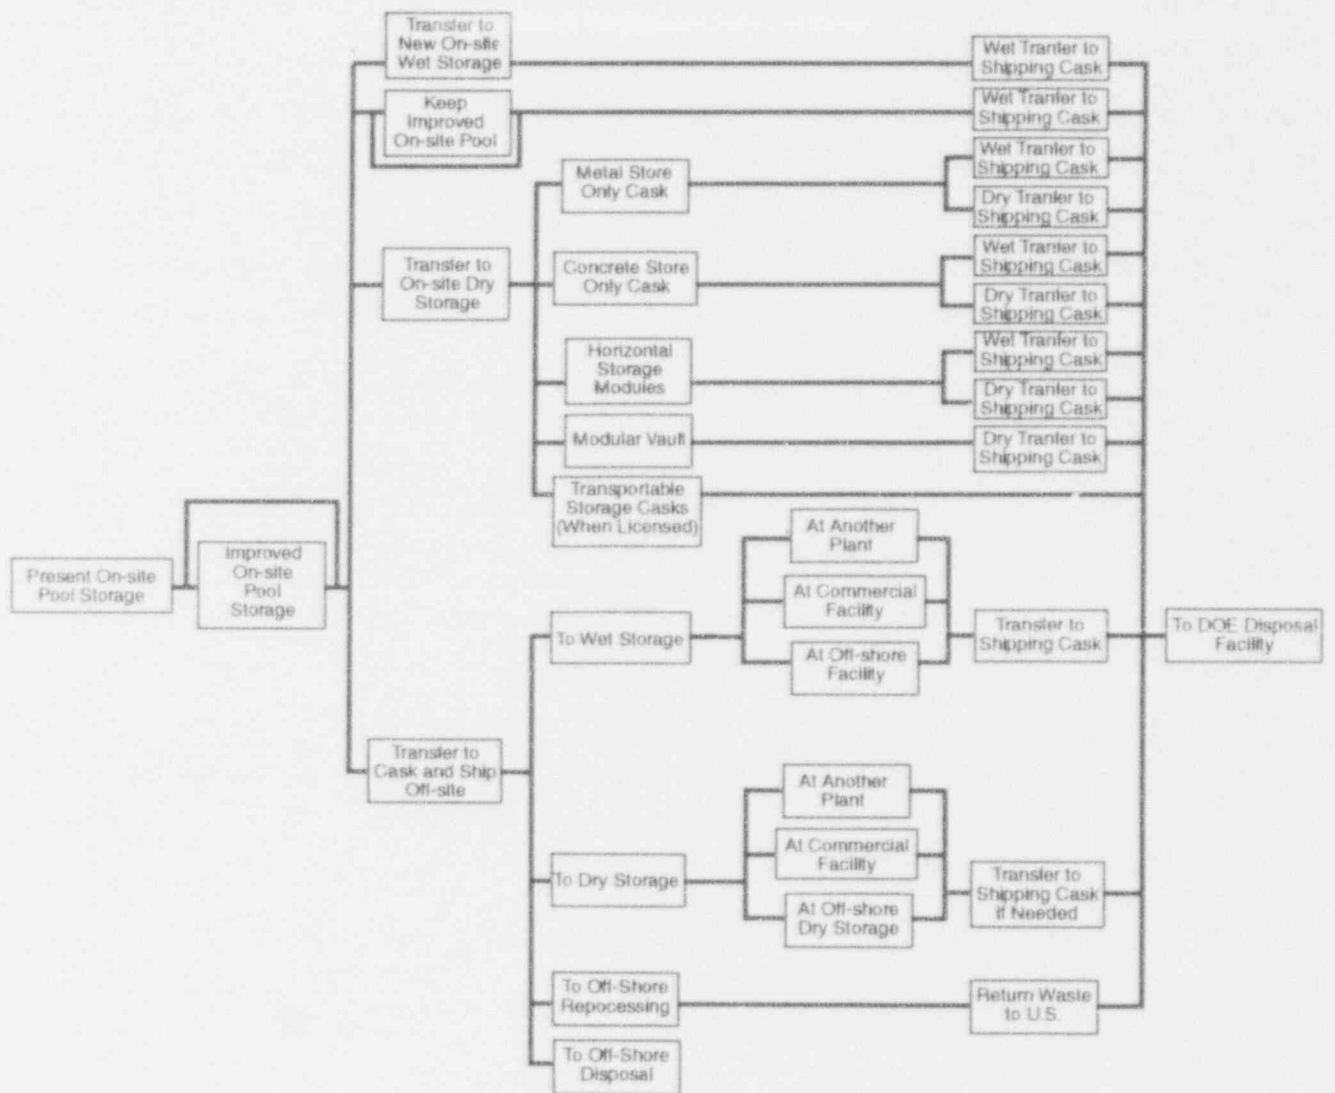 Transfer to
New On-site
Wet Storage
Wet Tranfer to
Shipping Cask
Keep
Improved
On-site Pool
Wet Tranfer to
Shipping Cask
Metal Store
Only Cask
Wet Tranfer to
Shipping Cask
Dry Tranfer to
Shipping Cask
Transfer to
On-site Dry
Storage
Concrete Store
Only Cask
Wet Tranfer to
Shipping Cask
Dry Tranfer to
Shipping Cask
Horizontal
Storage
Modules
Wet Tranfer to
Shipping Cask
Dry Tranfer to
Shipping Cask
Modular Vault
Dry Tranfer to
Shipping Cask
Transportable
Storage Casks
(When Licensed)
Present On-site
Pool Storage
Improved
On-site
Pool
Storage
To Wet Storage
At Another
Plant
At Commercial
Facility
At Off-shore
Facility
Transfer to
Shipping Cask
To DOE Disposal
Facility
Transfer to
Cask and Ship
Off-site
To Dry Storage
At Another
Plant
At Commercial
Facility
At Off-shore
Dry Storage
Transfer to
Shipping Cask
if Needed
To Off-Shore
Repocessing
Return Waste
to U.S.
To Off-Shore
Disposal